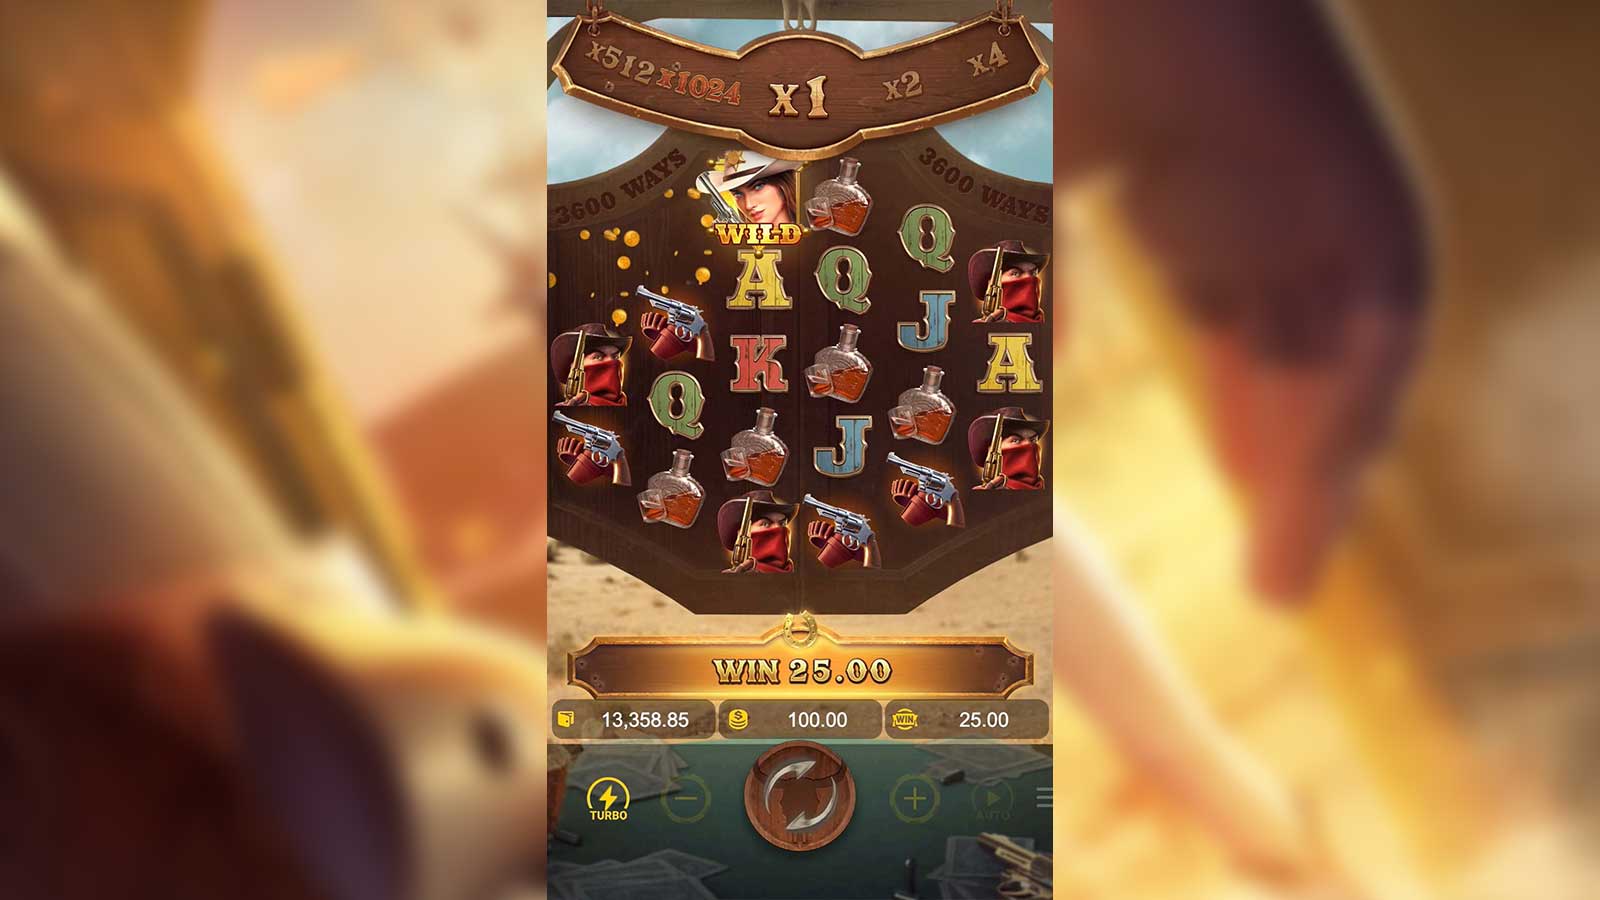 x512 x1024 x1 x2 x4
3600 WAYS
3600 WAYS
WILD
Q
A Q
J
K A
Q
J
WIN 25.00
13,358.85 100.00 WIN 25.00
TURBO AUTO